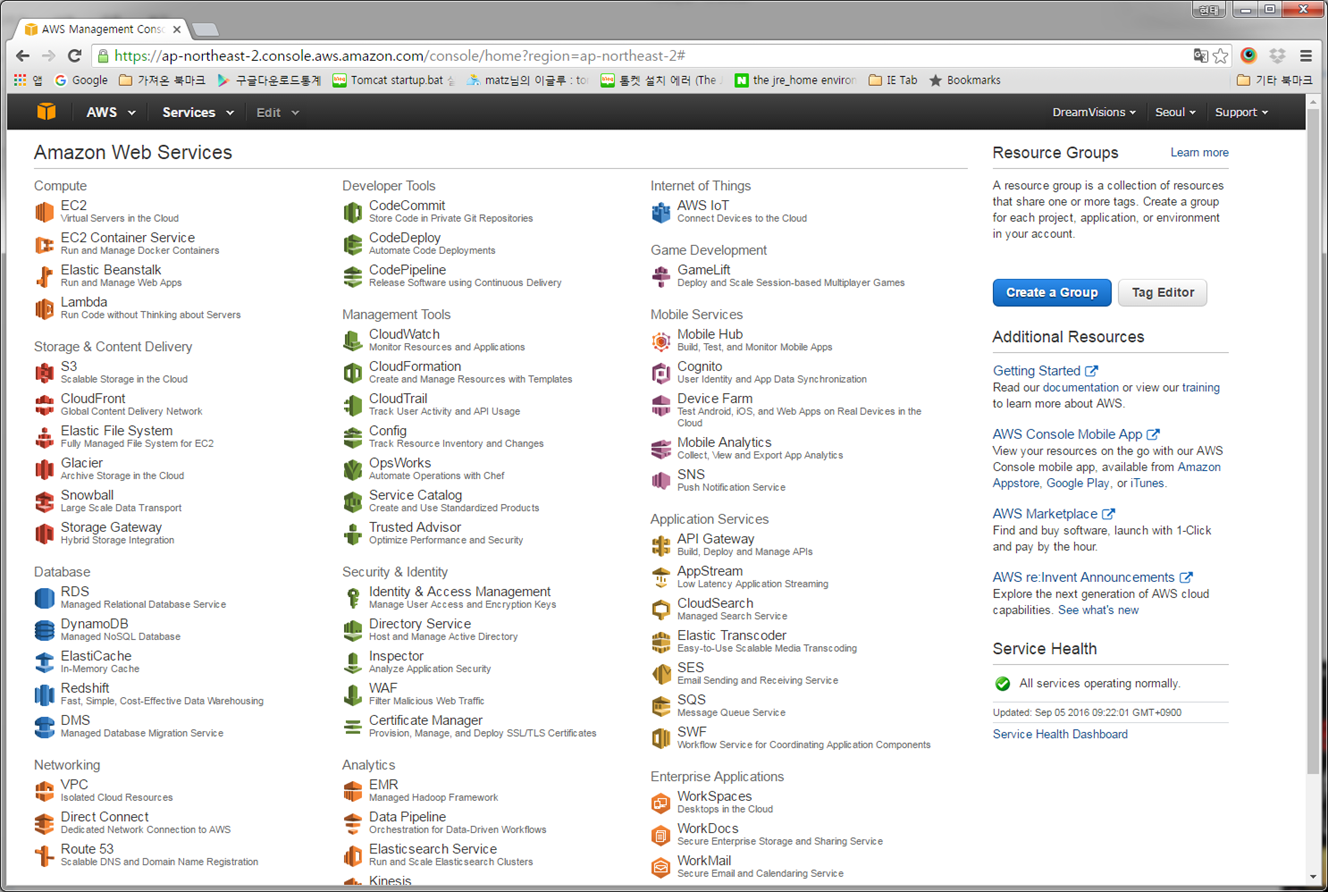 희태
AWS Management Conso
https://ap-northeast-2.console.aws.amazon.com/console/home?region=ap-northeast-2#
앱 Google 가져온 북마크 구글다운로드통계 Tomcat startup.bat matz님의 이글루 : to 톰켓 설치 에러 (The the jre_home environ IE Tab Bookmarks 기타 북마크
AWS Services Edit DreamVisions Seoul Support
Amazon Web Services
Compute
EC2
Virtual Servers in the Cloud
EC2 Container Service
Run and Manage Docker Containers
Elastic Beanstalk
Run and Manage Web Apps
Lambda
Run Code without Thinking about Servers
Storage & Content Delivery
S3
Scalable Storage in the Cloud
CloudFront
Global Content Delivery Network
Elastic File System
Fully Managed File System for EC2
Glacier
Archive Storage in the Cloud
Snowball
Large Scale Data Transport
Storage Gateway
Hybrid Storage Integration
Database
RDS
Managed Relational Database Service
DynamoDB
Managed NoSQL Database
ElastiCache
In-Memory Cache
Redshift
Fast, Simple, Cost-Effective Data Warehousing
DMS
Managed Database Migration Service
Networking
VPC
Isolated Cloud Resources
Direct Connect
Dedicated Network Connection to AWS
Route 53
Scalable DNS and Domain Name Registration
Developer Tools
CodeCommit
Store Code in Private Git Repositories
CodeDeploy
Automate Code Deployments
CodePipeline
Release Software using Continuous Delivery
Management Tools
CloudWatch
Monitor Resources and Applications
CloudFormation
Create and Manage Resources with Templates
CloudTrail
Track User Activity and API Usage
Config
Track Resource Inventory and Changes
OpsWorks
Automate Operations with Chef
Service Catalog
Create and Use Standardized Products
Trusted Advisor
Optimize Performance and Security
Security & Identity
Identity & Access Management
Manage User Access and Encryption Keys
Directory Service
Host and Manage Active Directory
Inspector
Analyze Application Security
WAF
Filter Malicious Web Traffic
Certificate Manager
Provision, Manage, and Deploy SSL/TLS Certificates
Analytics
EMR
Managed Hadoop Framework
Data Pipeline
Orchestration for Data-Driven Workflows
Elasticsearch Service
Run and Scale Elasticsearch Clusters
Kinesis
Internet of Things
AWS IoT
Connect Devices to the Cloud
Game Development
GameLift
Deploy and Scale Session-based Multiplayer Games
Mobile Services
Mobile Hub
Build, Test, and Monitor Mobile Apps
Cognito
User Identity and App Data Synchronization
Device Farm
Test Android, iOS, and Web Apps on Real Devices in the
Cloud
Mobile Analytics
Collect, View and Export App Analytics
SNS
Push Notification Service
Application Services
API Gateway
Build, Deploy and Manage APIs
AppStream
Low Latency Application Streaming
CloudSearch
Managed Search Service
Elastic Transcoder
Easy-to-Use Scalable Media Transcoding
SES
Email Sending and Receiving Service
SQS
Message Queue Service
SWF
Workflow Service for Coordinating Application Components
Enterprise Applications
WorkSpaces
Desktops in the Cloud
WorkDocs
Secure Enterprise Storage and Sharing Service
WorkMail
Secure Email and Calendaring Service
Resource Groups Learn more
A resource group is a collection of resources
that share one or more tags. Create a group
for each project, application, or environment
in your account.
Create a Group Tag Editor
Additional Resources
Getting Started
Read our documentation or view our training
to learn more about AWS.
AWS Console Mobile App
View your resources on the go with our AWS
Console mobile app, available from Amazon
Appstore, Google Play, or iTunes.
AWS Marketplace
Find and buy software, launch with 1-Click
and pay by the hour.
AWS re:Invent Announcements
Explore the next generation of AWS cloud
capabilities. See what's new
Service Health
All services operating normally.
Updated: Sep 05 2016 09:22:01 GMT+0900
Service Health Dashboard